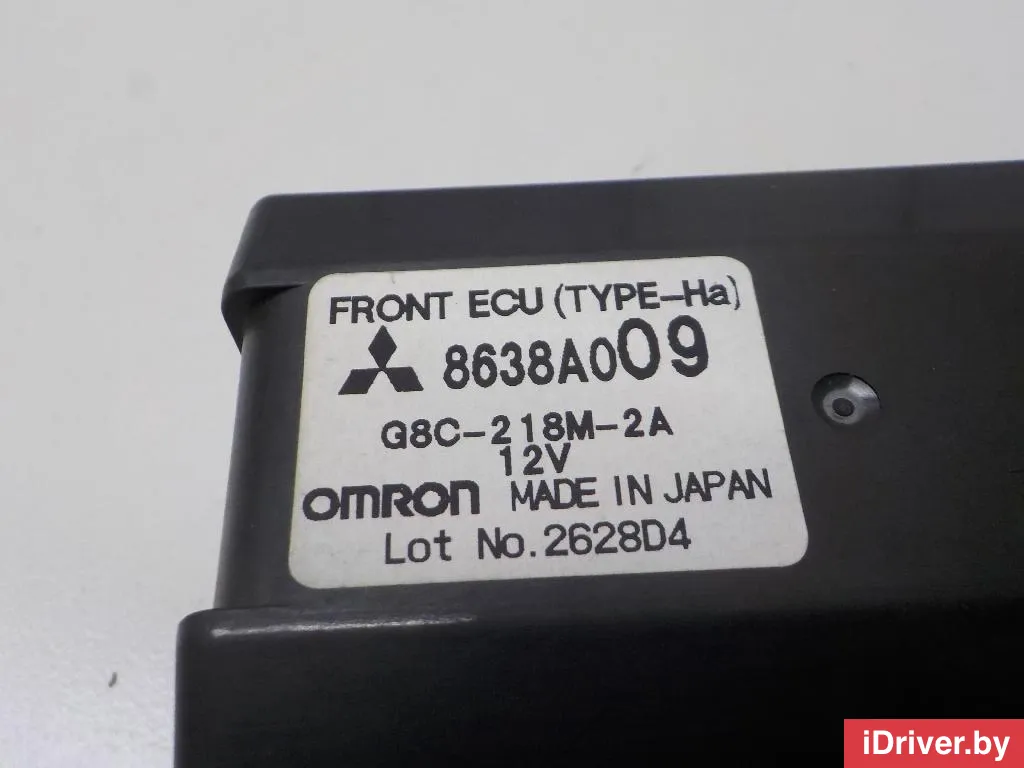 FRONT ECU (TYPE-Ha)
8638A009
G8C-218M-2A
12V
OMRON MADE IN JAPAN
Lot No.2628D4
iDriver.by